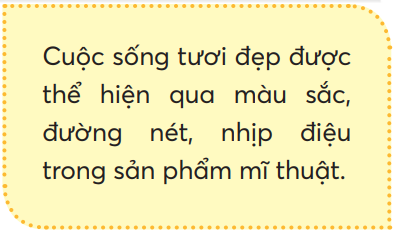 Cuộc sống tươi đẹp được
thể hiện qua màu sắc,
đường nét, nhịp điệu
trong sản phẩm mĩ thuật.